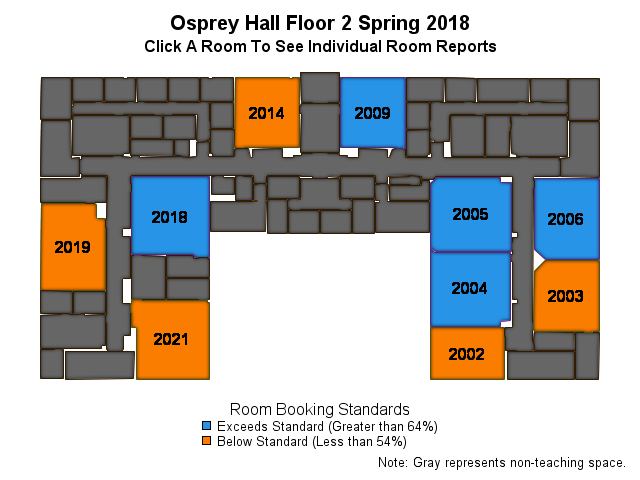 Osprey Hall Floor 2 Spring 2018
Click A Room To See Individual Room Reports
2014
2009
2018
2005
2006
2019
2004
2003
2021
2002
Room Booking Standards
Exceeds Standard (Greater than 64%)
Below Standard (Less than 54%)
Note: Gray represents non-teaching space.